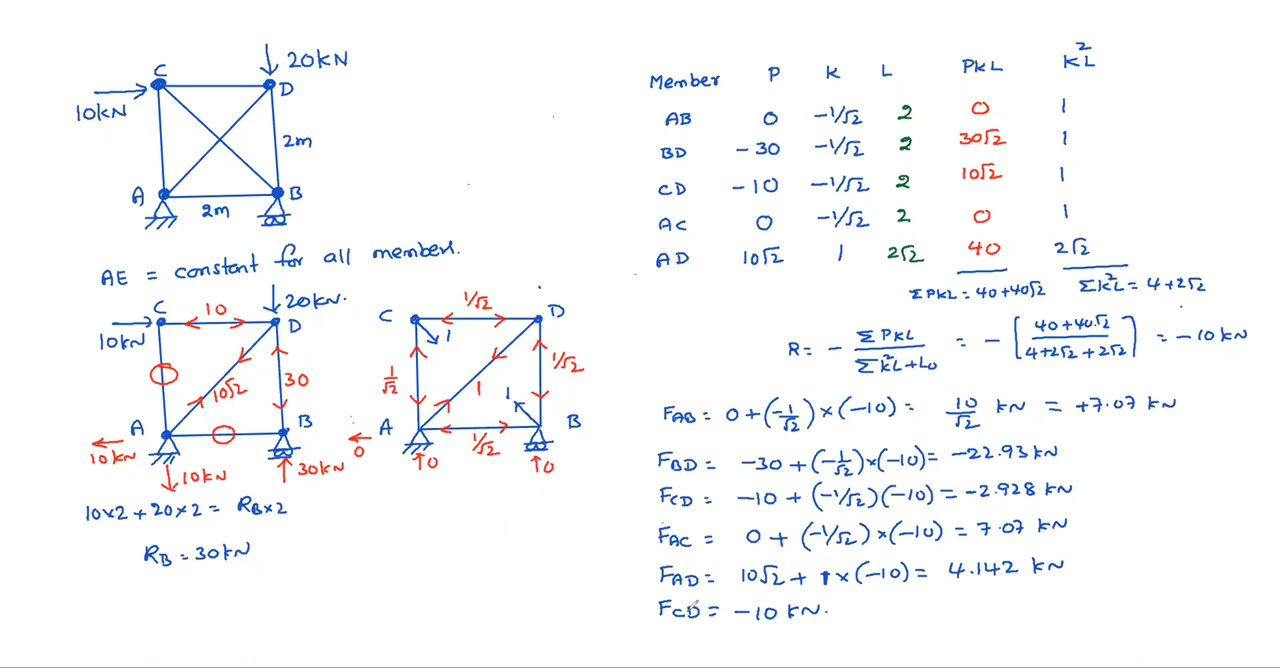 20kN
C
D
10kN
2m
A
B
2m
AE = constant for all members.
C
10
20kN.
D
10kN
10√2
30
A
B
10kN
10kN
30kN
10×2 + 20×2 = RB×2
RB = 30kN
1/√2
C
D
1
1/√2
1/√2
1
1
A
B
0
1/√2
0
0
Member P K L PKL K²L
AB 0 -1/√2 2 0 1
BD -30 -1/√2 2 30√2 1
CD -10 -1/√2 2 10√2 1
AC 0 -1/√2 2 0 1
AD 10√2 1 2√2 40 2√2
ΣPKL = 40+40√2 ΣK²L = 4+2√2
R = - ΣPKL / ΣK²L+L0 = - [40+40√2 / 4+2√2+2√2] = -10 kN
FAB = 0+(-1/√2)×(-10) = 10/√2 kN = +7.07 kN
FBD = -30+(-1/√2)×(-10) = -22.93 kN
FCD = -10 + (-1/√2)(-10) = -2.928 kN
FAC = 0 + (-1/√2)×(-10) = 7.07 kN
FAD = 10√2 + 1×(-10) = 4.142 kN
FCD = -10 kN.